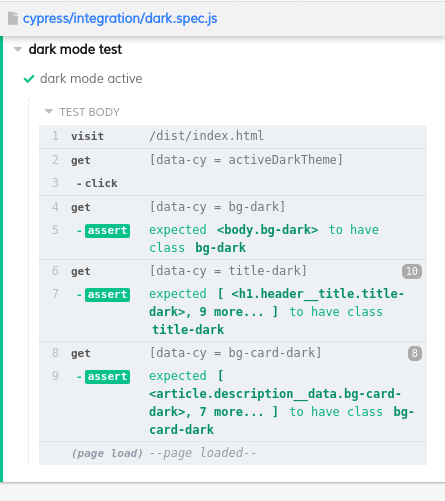 cypress/integration/dark.spec.js
dark mode test
dark mode active
TEST BODY
1 visit /dist/index.html
2 get [data-cy = activeDarkTheme]
3 -click
4 get [data-cy = bg-dark]
5 -assert expected <body.bg-dark> to have
class bg-dark
6 get [data-cy = title-dark] 10
7 -assert expected [ <h1.header__title.title-
dark>, 9 more... ] to have class
title-dark
8 get [data-cy = bg-card-dark] 8
9 -assert expected [
<article.description__data.bg-card-
dark>, 7 more... ] to have class bg-
card-dark
(page load) --page loaded--